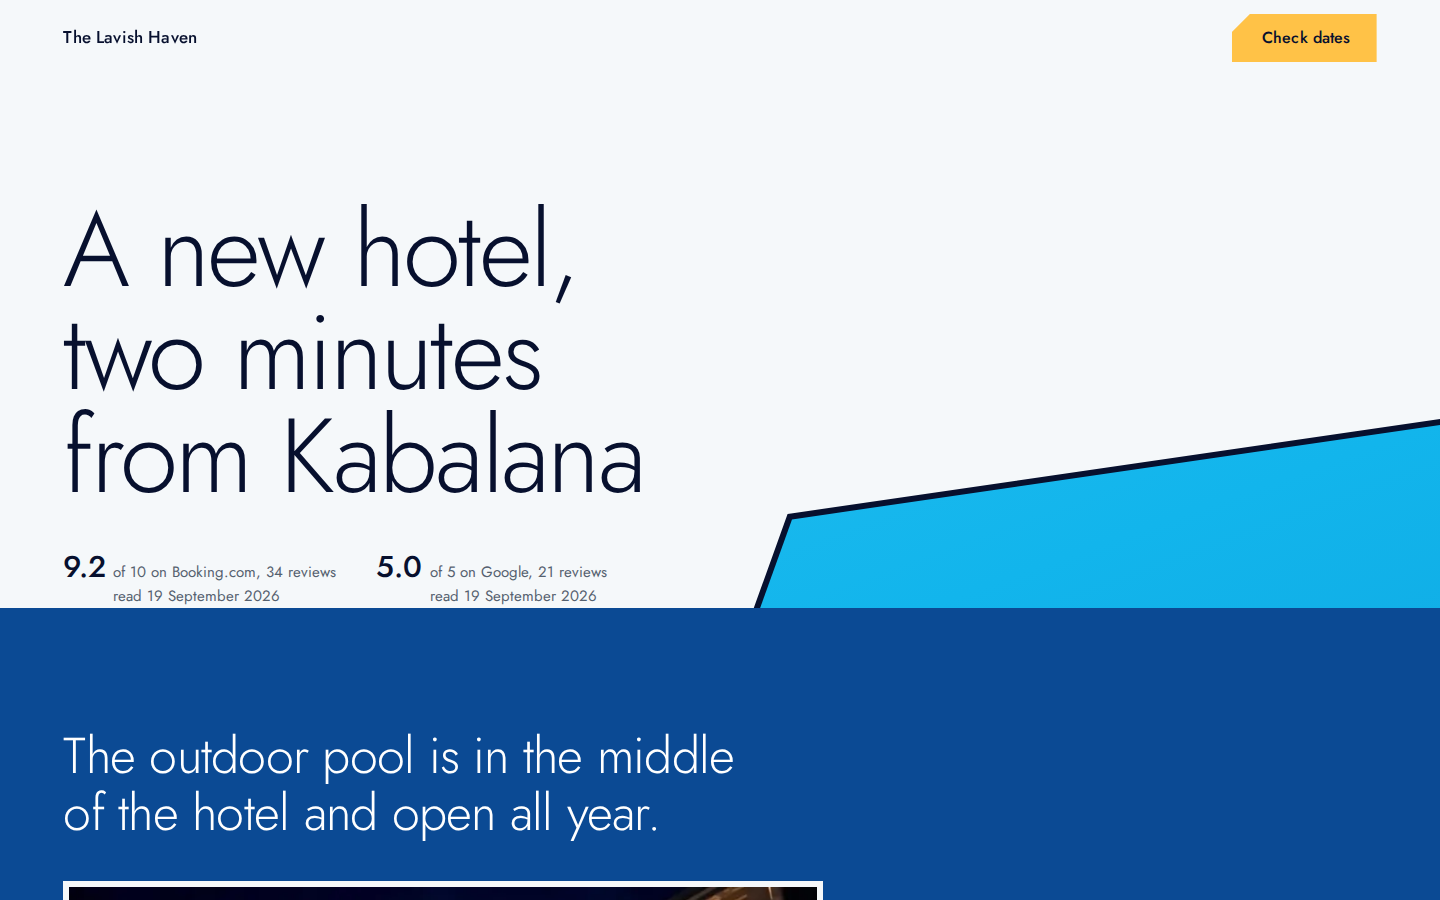 The Lavish Haven
Check dates
A new hotel,
two minutes
from Kabalana
9.2 of 10 on Booking.com, 34 reviews
read 19 September 2026
5.0 of 5 on Google, 21 reviews
read 19 September 2026
The outdoor pool is in the middle
of the hotel and open all year.